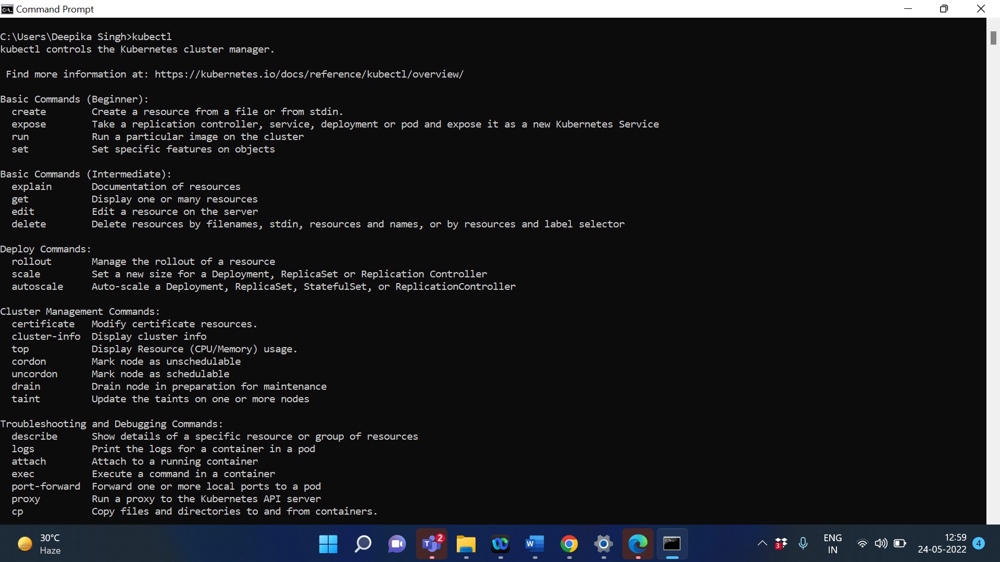 Command Prompt
C:\Users\Deepika Singh>kubectl
kubectl controls the Kubernetes cluster manager.
Find more information at: https://kubernetes.io/docs/reference/kubectl/overview/
Basic Commands (Beginner):
create        Create a resource from a file or from stdin.
expose        Take a replication controller, service, deployment or pod and expose it as a new Kubernetes Service
run           Run a particular image on the cluster
set           Set specific features on objects
Basic Commands (Intermediate):
explain       Documentation of resources
get           Display one or many resources
edit          Edit a resource on the server
delete        Delete resources by filenames, stdin, resources and names, or by resources and label selector
Deploy Commands:
rollout       Manage the rollout of a resource
scale         Set a new size for a Deployment, ReplicaSet or Replication Controller
autoscale     Auto-scale a Deployment, ReplicaSet, StatefulSet, or ReplicationController
Cluster Management Commands:
certificate   Modify certificate resources.
cluster-info  Display cluster info
top           Display Resource (CPU/Memory) usage.
cordon        Mark node as unschedulable
uncordon      Mark node as schedulable
drain         Drain node in preparation for maintenance
taint         Update the taints on one or more nodes
Troubleshooting and Debugging Commands:
describe      Show details of a specific resource or group of resources
logs          Print the logs for a container in a pod
attach        Attach to a running container
exec          Execute a command in a container
port-forward  Forward one or more local ports to a pod
proxy         Run a proxy to the Kubernetes API server
cp            Copy files and directories to and from containers.
30°C
Haze
2
3
ENG
IN
12:59
24-05-2022
4